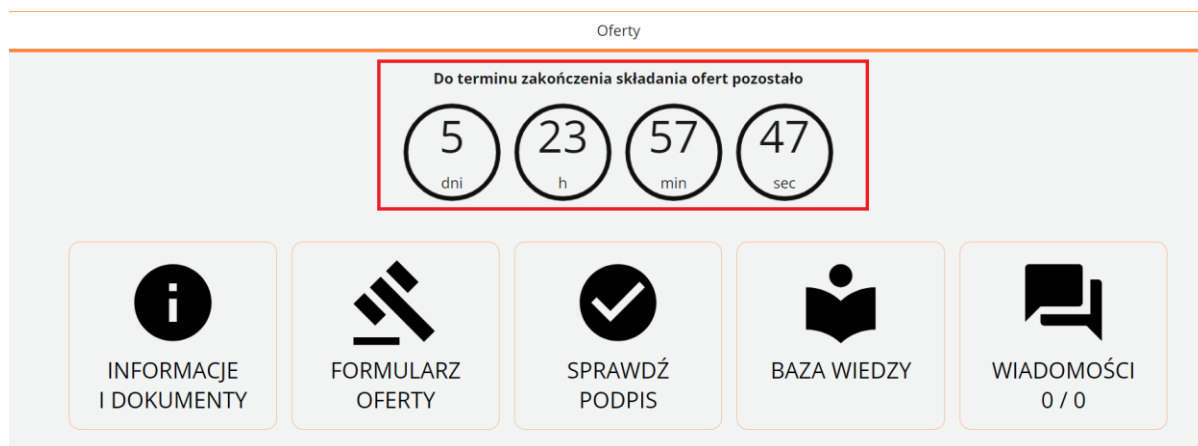 Oferty
Do terminu zakończenia składania ofert pozostało
5 23 57 47
dni h min sec
INFORMACJE
I DOKUMENTY
FORMULARZ
OFERTY
SPRAWDŹ
PODPIS
BAZA WIEDZY
WIADOMOŚCI
0 / 0